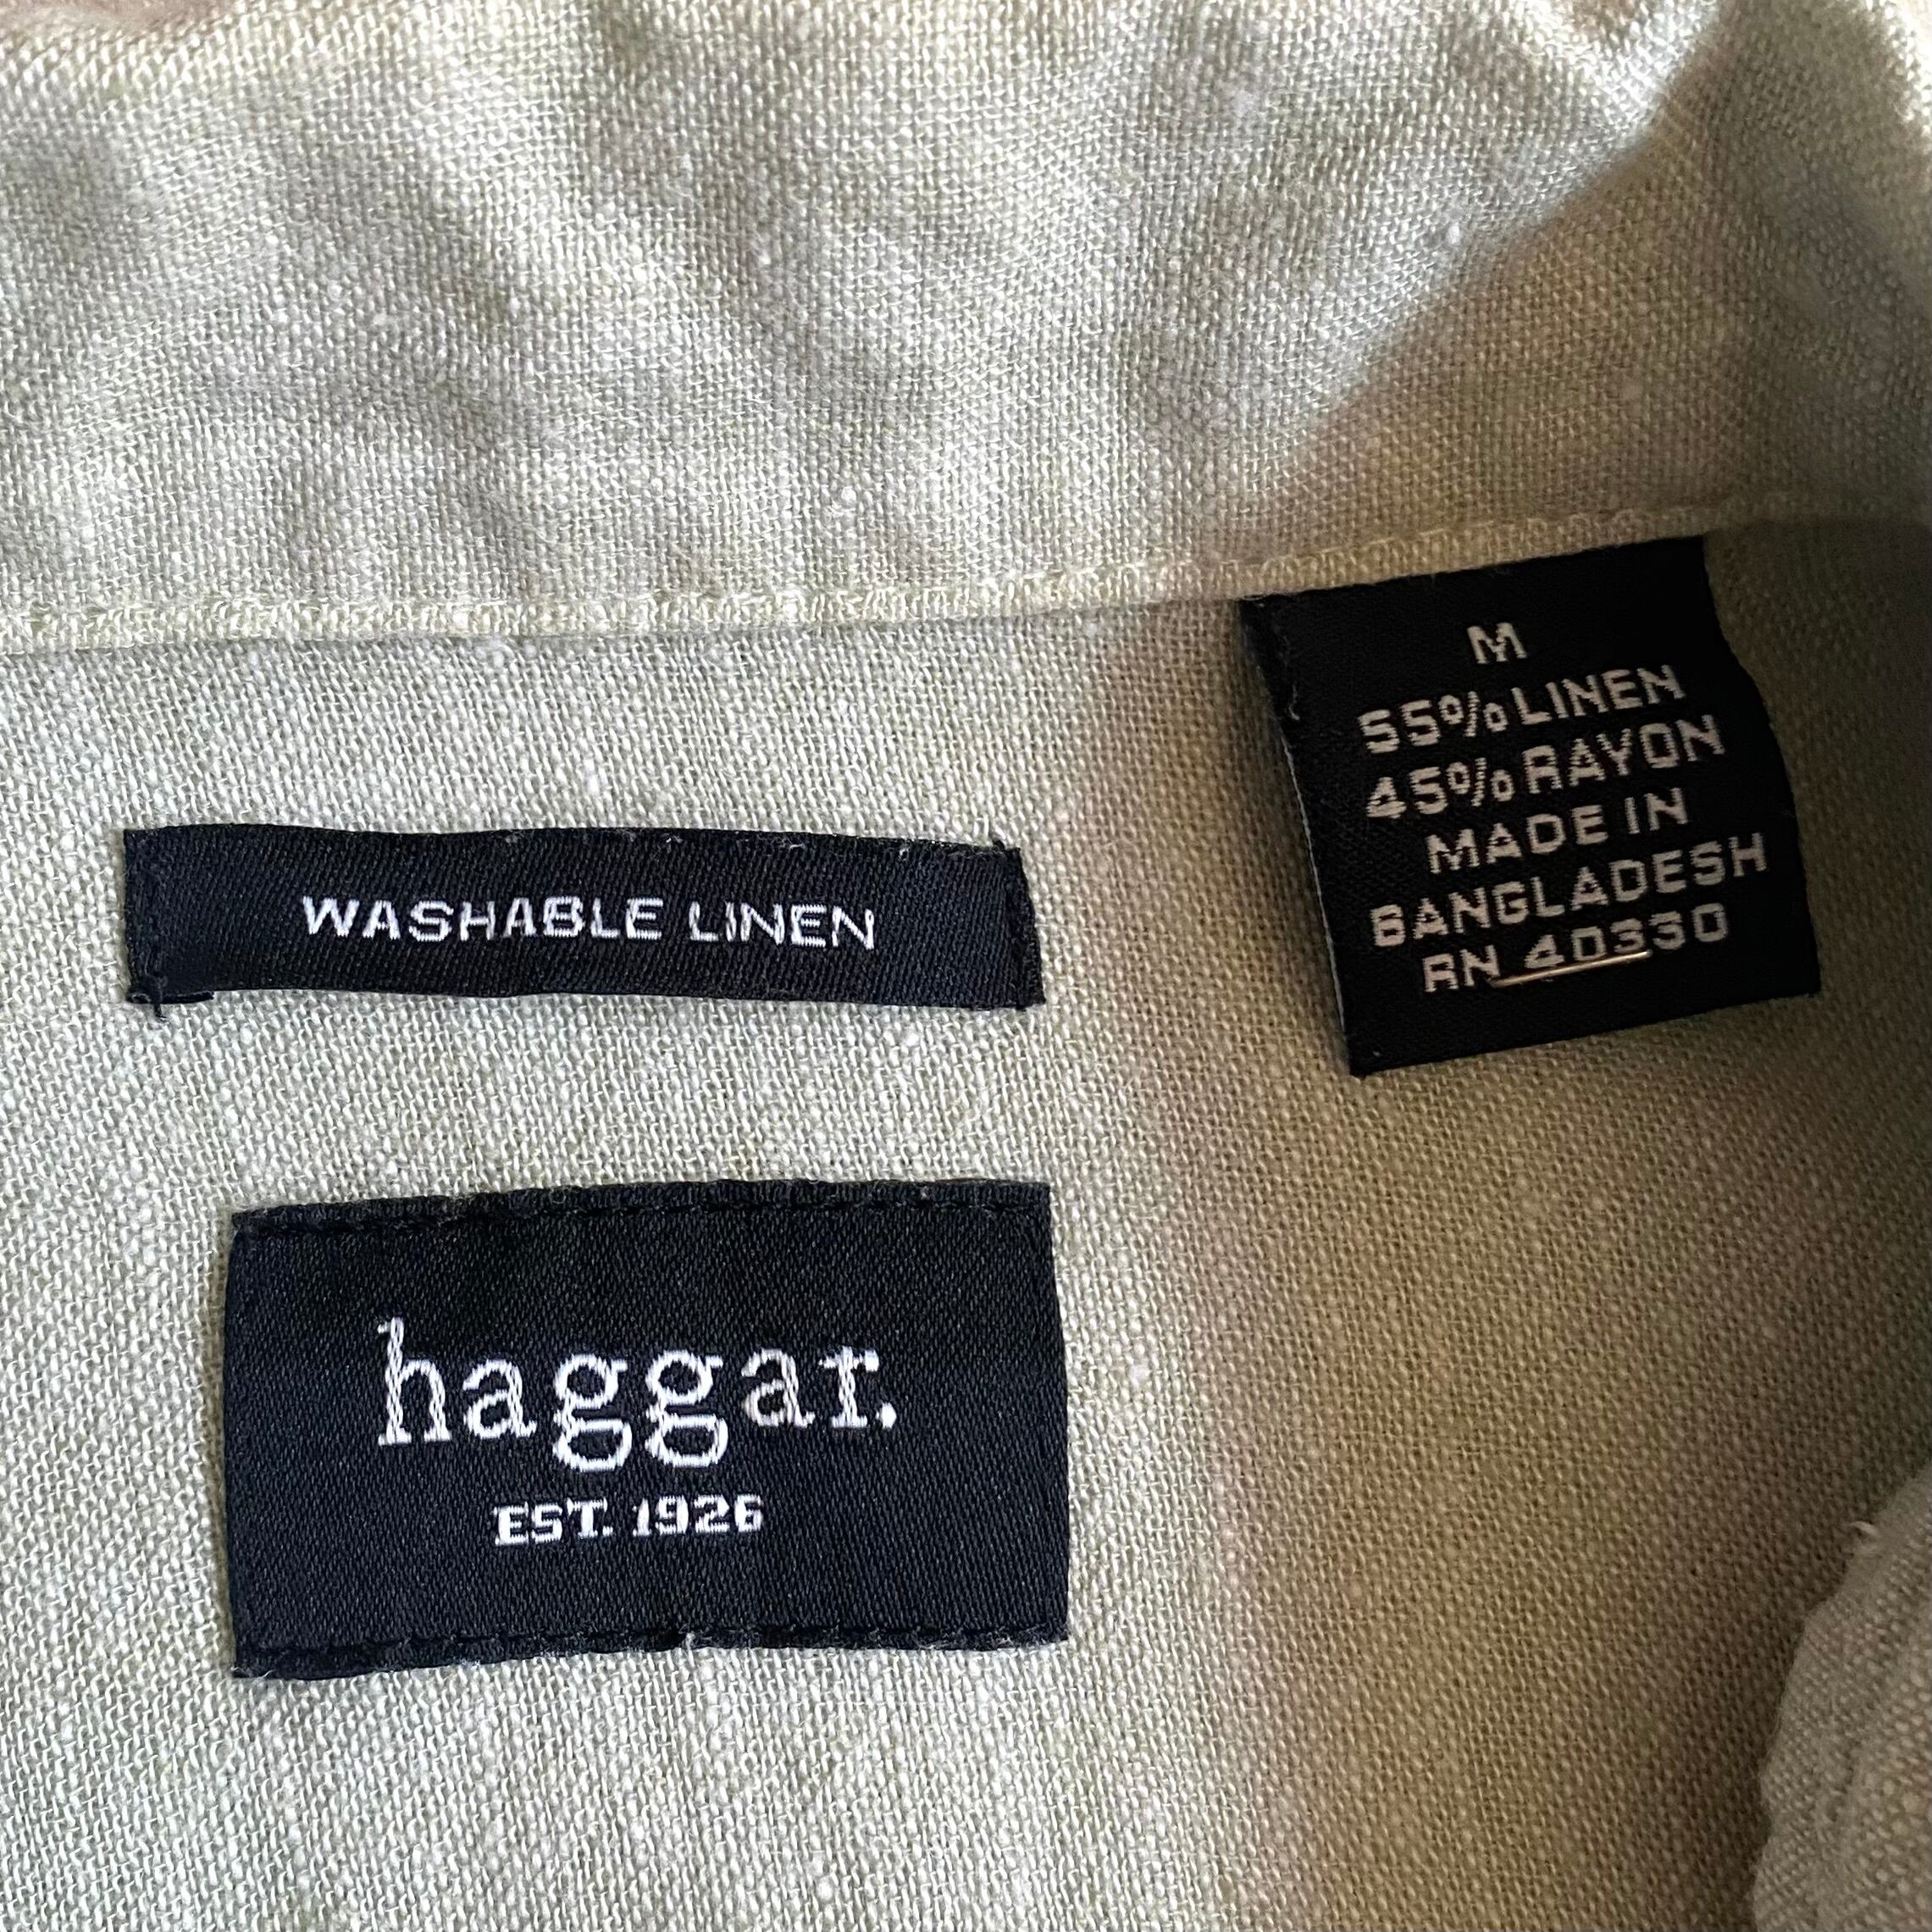 M
55% LINEN
45% RAYON
MADE IN
BANGLADESH
RN 40330
WASHABLE LINEN
haggar.
EST. 1926